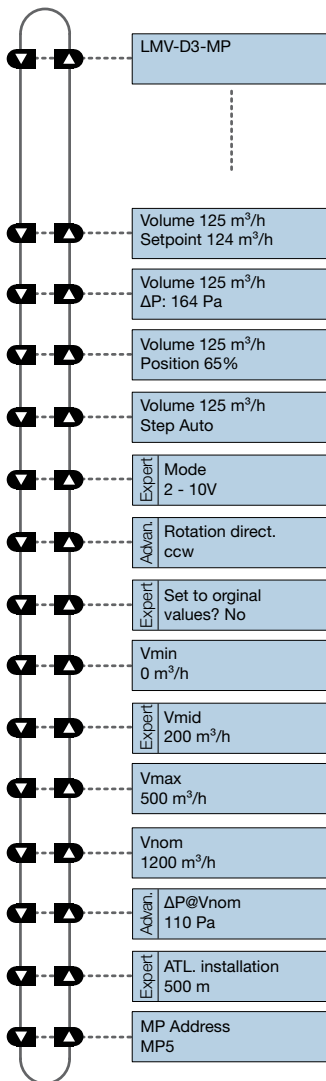 LMV-D3-MP
Volume 125 m³/h
Setpoint 124 m³/h
Volume 125 m³/h
ΔP: 164 Pa
Volume 125 m³/h
Position 65%
Volume 125 m³/h
Step Auto
Expert
Mode
2 - 10V
Advan.
Rotation direct.
ccw
Expert
Set to orginal
values? No
Vmin
0 m³/h
Expert
Vmid
200 m³/h
Vmax
500 m³/h
Vnom
1200 m³/h
Advan.
ΔP@Vnom
110 Pa
Expert
ATL. installation
500 m
MP Address
MP5